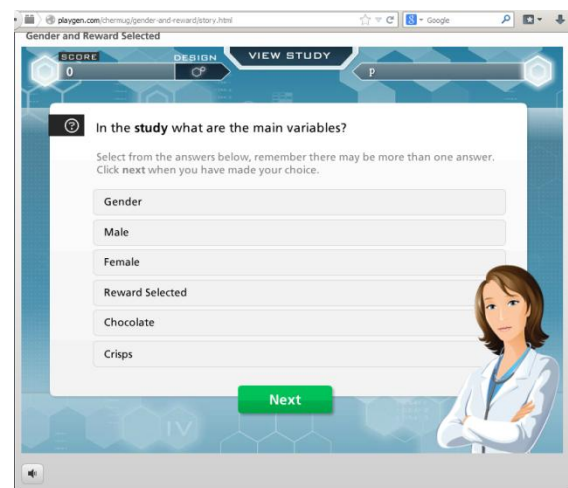 playgen.com/chermug/gender-and-reward/story.html
Google
Gender and Reward Selected
SCORE
0
DESIGN
VIEW STUDY
P
In the study what are the main variables?
Select from the answers below, remember there may be more than one answer.
Click next when you have made your choice.
Gender
Male
Female
Reward Selected
Chocolate
Crisps
Next
IV